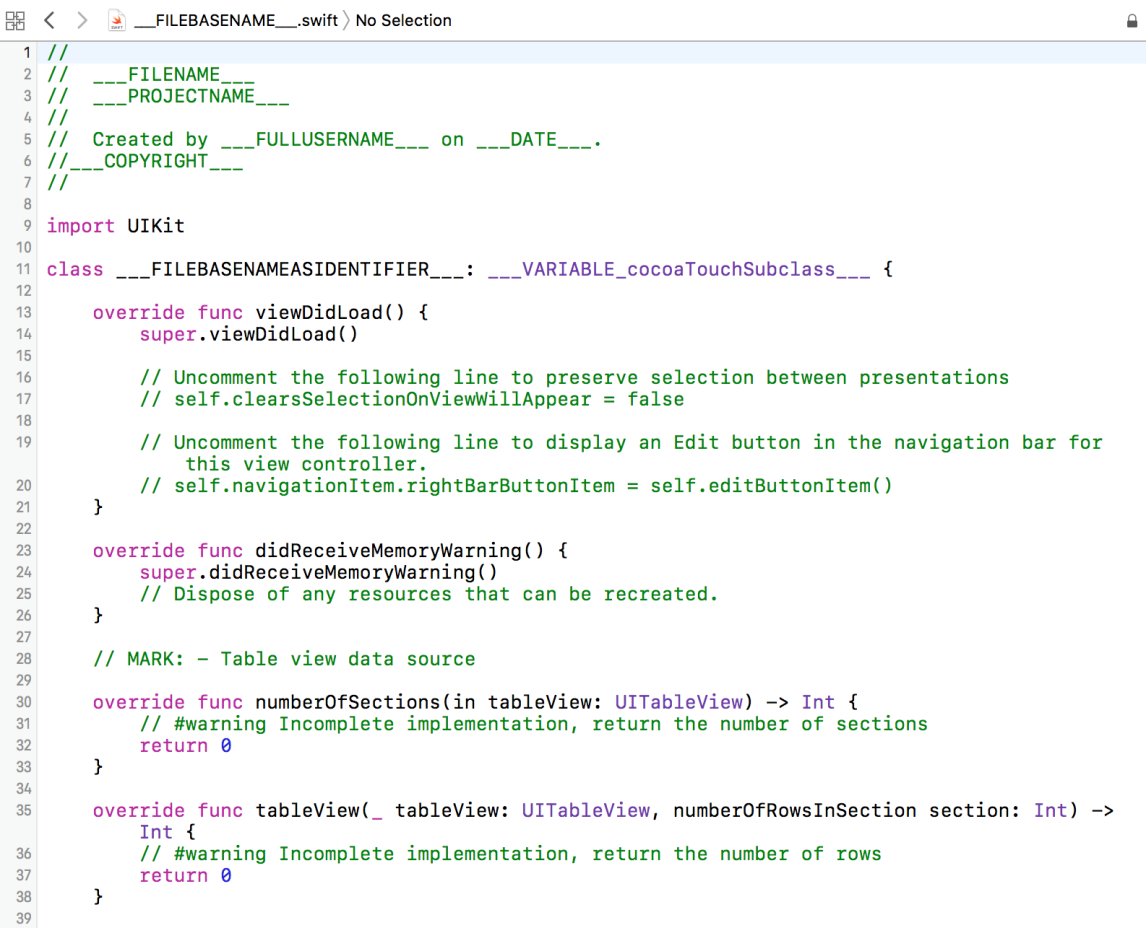 ___FILEBASENAME___.swift 〉 No Selection
1 //
2 //  ___FILENAME___
3 //  ___PROJECTNAME___
4 //
5 //  Created by ___FULLUSERNAME___ on ___DATE___.
6 //___COPYRIGHT___
7 //
8
9 import UIKit
10
11 class ___FILEBASENAMEASIDENTIFIER___: ___VARIABLE_cocoaTouchSubclass___ {
12
13     override func viewDidLoad() {
14         super.viewDidLoad()
15
16         // Uncomment the following line to preserve selection between presentations
17         // self.clearsSelectionOnViewWillAppear = false
18
19         // Uncomment the following line to display an Edit button in the navigation bar for
             this view controller.
20         // self.navigationItem.rightBarButtonItem = self.editButtonItem()
21     }
22
23     override func didReceiveMemoryWarning() {
24         super.didReceiveMemoryWarning()
25         // Dispose of any resources that can be recreated.
26     }
27
28     // MARK: - Table view data source
29
30     override func numberOfSections(in tableView: UITableView) -> Int {
31         // #warning Incomplete implementation, return the number of sections
32         return 0
33     }
34
35     override func tableView(_ tableView: UITableView, numberOfRowsInSection section: Int) ->
         Int {
36         // #warning Incomplete implementation, return the number of rows
37         return 0
38     }
39